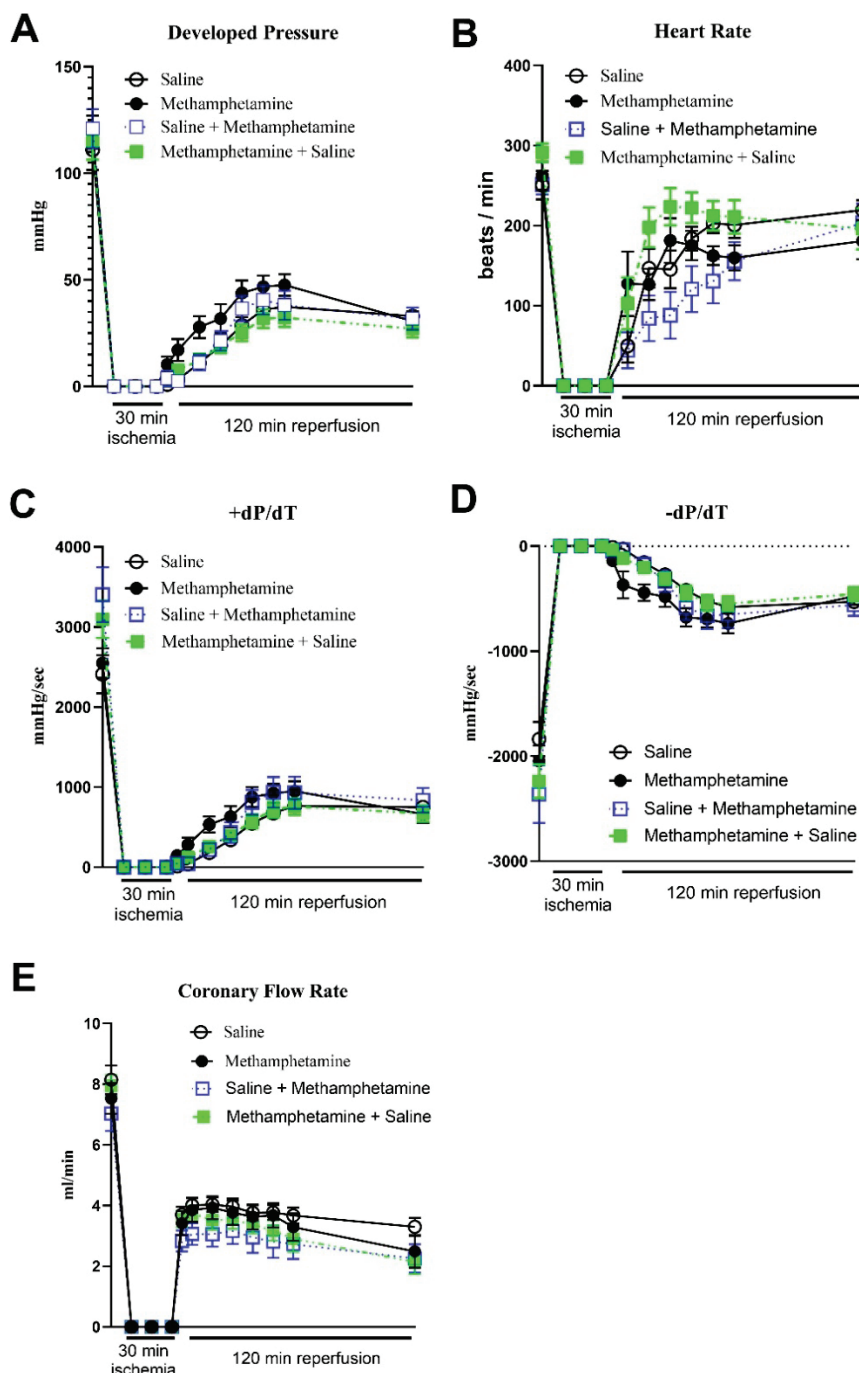 A
Developed Pressure
150
100
50
0
mmHg
Saline
Methamphetamine
Saline + Methamphetamine
Methamphetamine + Saline
30 min
ischemia
120 min reperfusion
B
Heart Rate
400
300
200
100
0
beats / min
Saline
Methamphetamine
Saline + Methamphetamine
Methamphetamine + Saline
30 min
ischemia
120 min reperfusion
C
+dP/dT
4000
3000
2000
1000
0
mmHg/sec
Saline
Methamphetamine
Saline + Methamphetamine
Methamphetamine + Saline
30 min
ischemia
120 min reperfusion
D
-dP/dT
0
-1000
-2000
-3000
mmHg/sec
Saline
Methamphetamine
Saline + Methamphetamine
Methamphetamine + Saline
30 min
ischemia
120 min reperfusion
E
Coronary Flow Rate
10
8
6
4
2
0
ml/min
Saline
Methamphetamine
Saline + Methamphetamine
Methamphetamine + Saline
30 min
ischemia
120 min reperfusion